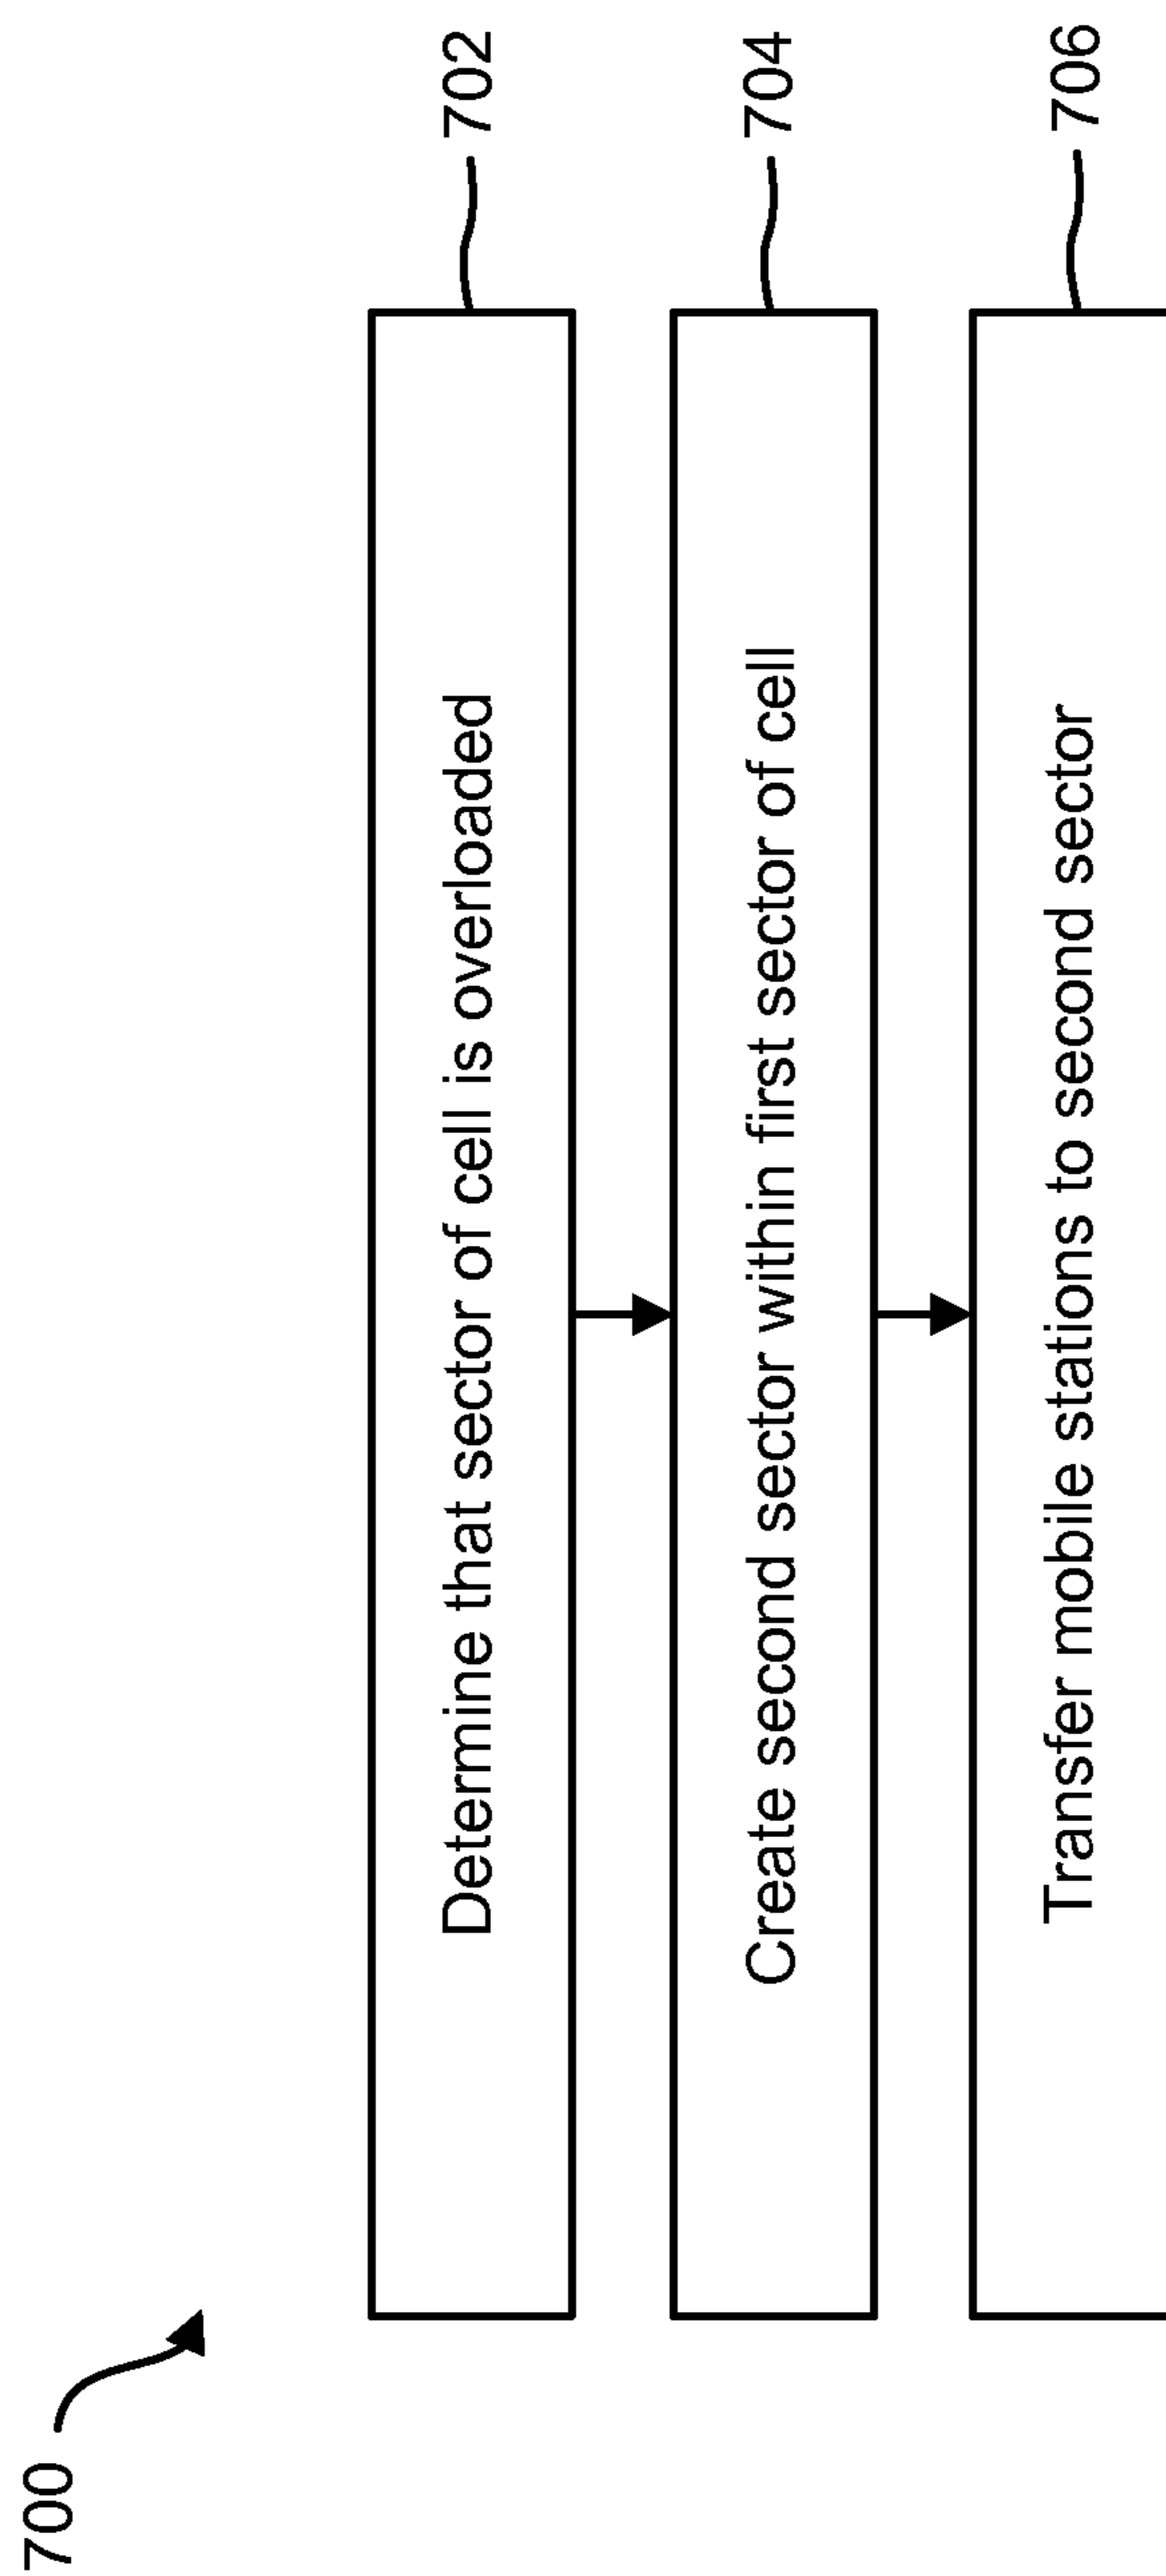 700
Determine that sector of cell is overloaded
702
Create second sector within first sector of cell
704
Transfer mobile stations to second sector
706